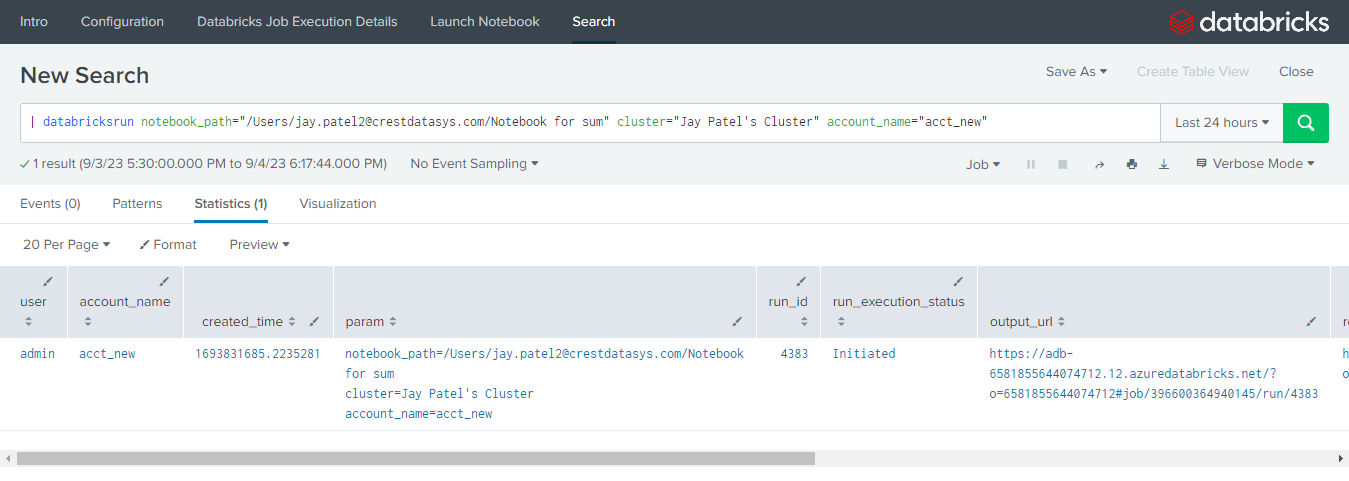 Intro Configuration Databricks Job Execution Details Launch Notebook Search databricks
New Search Save As Create Table View Close
| databricksrun notebook_path="/Users/jay.patel2@crestdatasys.com/Notebook for sum" cluster="Jay Patel's Cluster" account_name="acct_new" Last 24 hours
1 result (9/3/23 5:30:00.000 PM to 9/4/23 6:17:44.000 PM) No Event Sampling Job Verbose Mode
Events (0) Patterns Statistics (1) Visualization
20 Per Page Format Preview
user account_name created_time param run_id run_execution_status output_url
admin acct_new 1693831685.2235281 notebook_path=/Users/jay.patel2@crestdatasys.com/Notebook 4383 Initiated https://adb-
for sum 6581855644074712.12.azuredatabricks.net/?
cluster=Jay Patel's Cluster o=6581855644074712#job/396600364940145/run/4383
account_name=acct_new